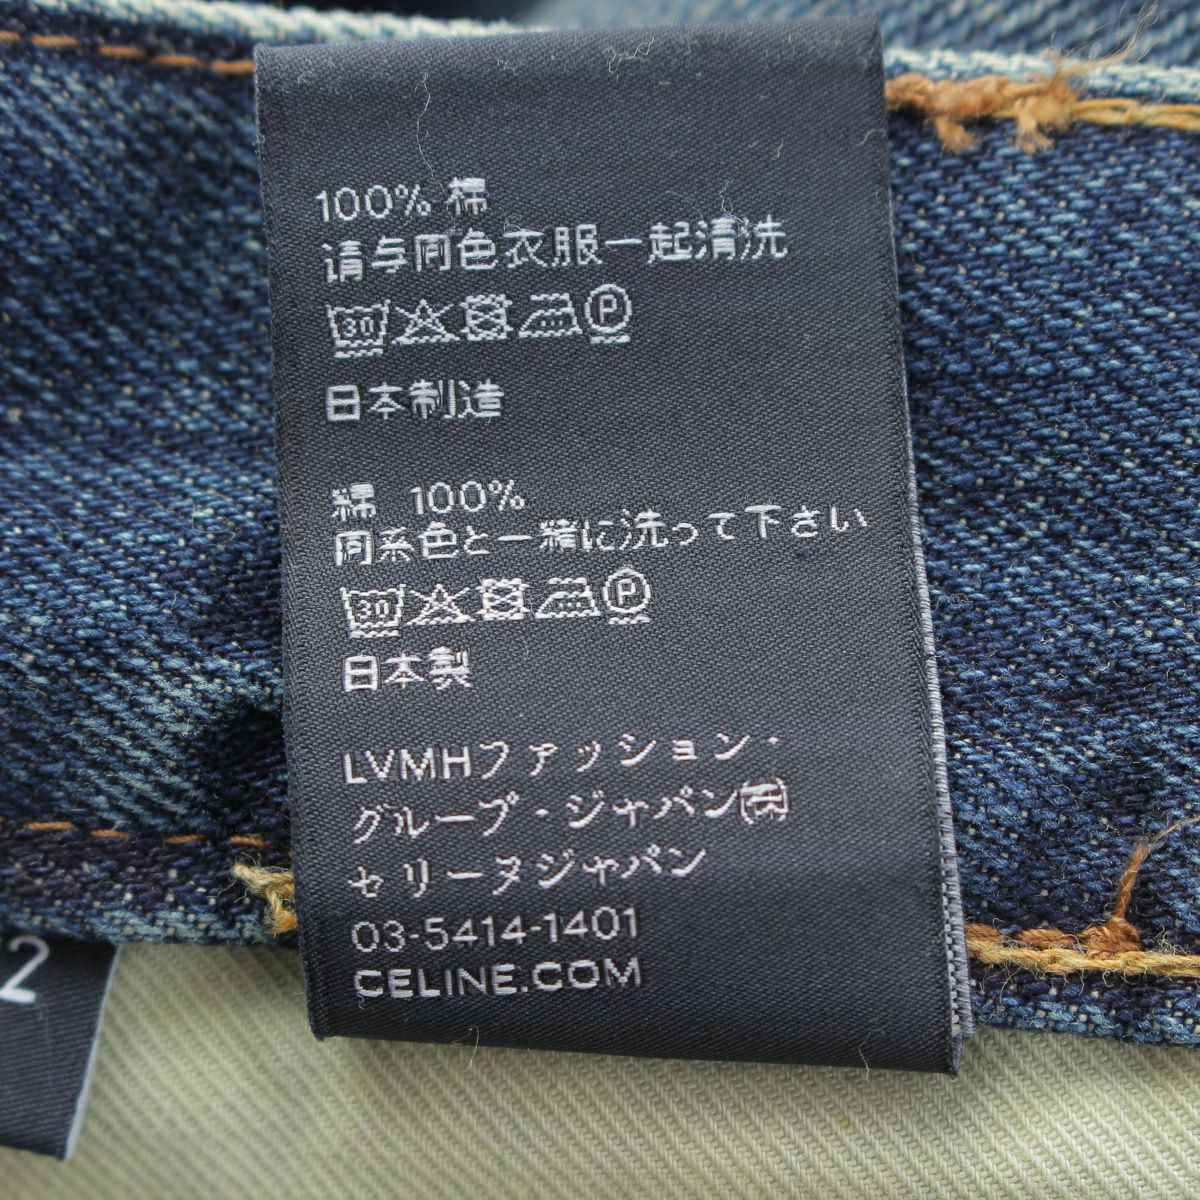 100% 棉
请与同色衣服一起清洗
30 P
日本制造
綿 100%
同系色と一緒に洗って下さい
30 P
日本製
LVMHファッション・
グループ・ジャパン㈱
セリーヌジャパン
03-5414-1401
CELINE.COM
2